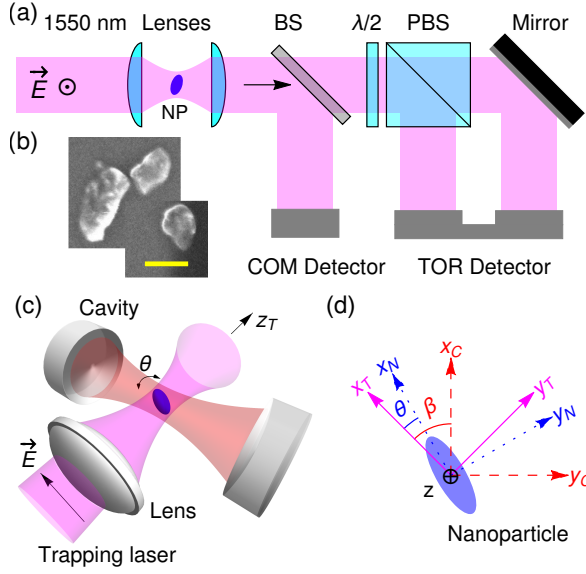 (a)
1550 nm
Lenses
BS
λ/2
PBS
Mirror
E
NP
(b)
COM Detector
TOR Detector
(c)
Cavity
θ
z_T
E
Lens
Trapping laser
(d)
x_C
x_N
x_T
θ
β
y_T
y_N
y_C
z
Nanoparticle